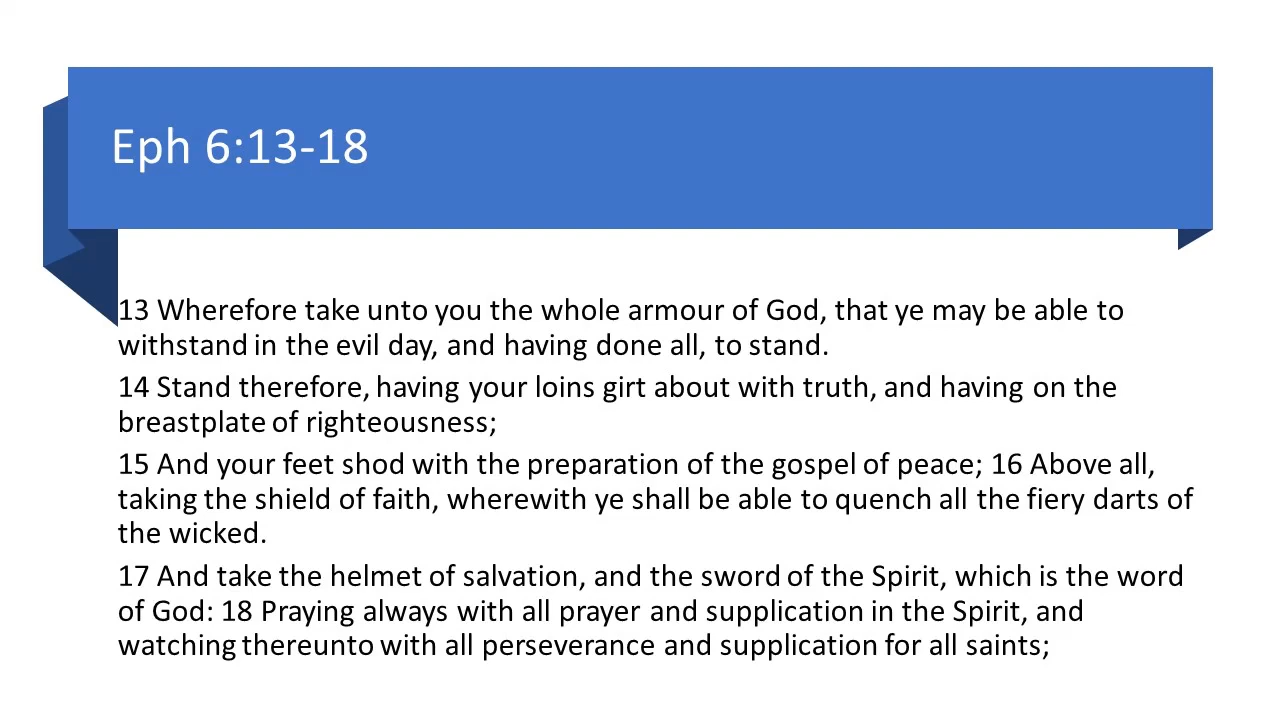 Eph 6:13-18
13 Wherefore take unto you the whole armour of God, that ye may be able to
withstand in the evil day, and having done all, to stand.
14 Stand therefore, having your loins girt about with truth, and having on the
breastplate of righteousness;
15 And your feet shod with the preparation of the gospel of peace; 16 Above all,
taking the shield of faith, wherewith ye shall be able to quench all the fiery darts of
the wicked.
17 And take the helmet of salvation, and the sword of the Spirit, which is the word
of God: 18 Praying always with all prayer and supplication in the Spirit, and
watching thereunto with all perseverance and supplication for all saints;